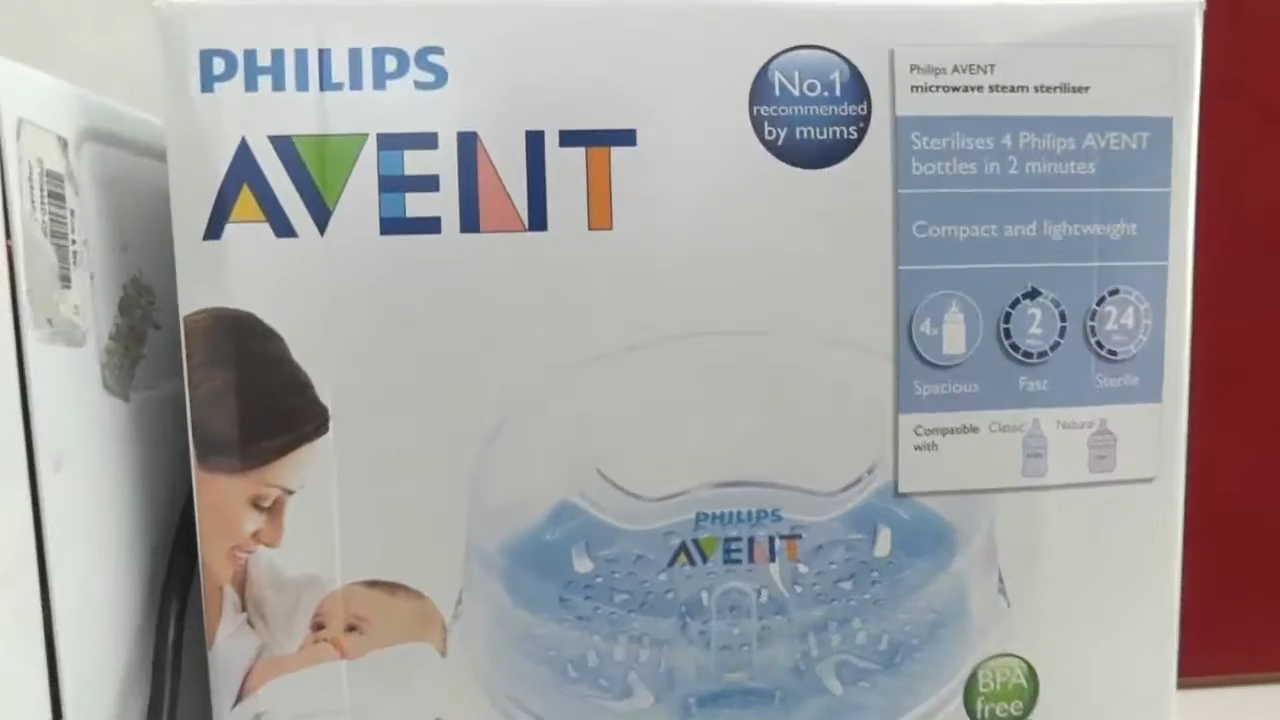 PHILIPS
AVENT
No.1
recommended
by mums*
Philips AVENT
microwave steam steriliser
Sterilises 4 Philips AVENT
bottles in 2 minutes
Compact and lightweight
4x
2
24
Spacious
Fast
Sterile
Compatible
with
Classic
Natural
PHILIPS
AVENT
BPA
free